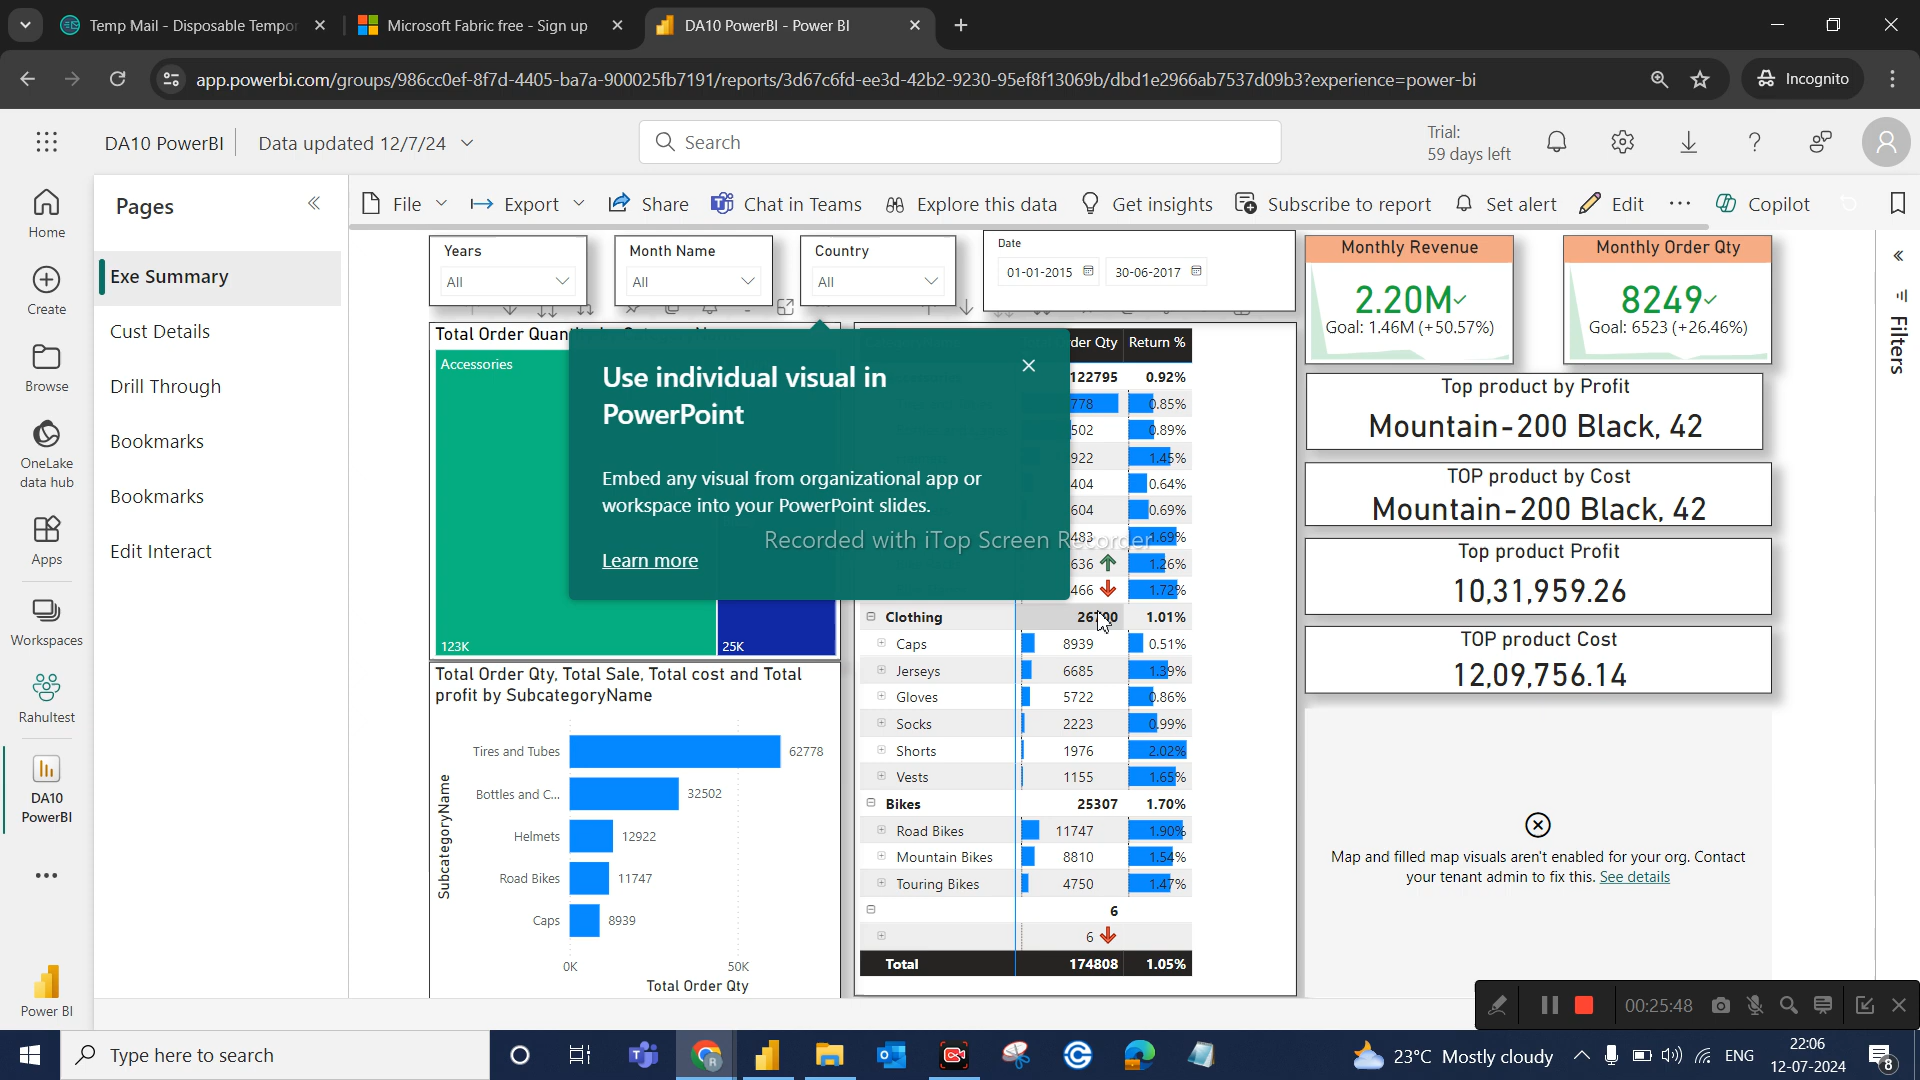 Temp Mail - Disposable Tempor
Microsoft Fabric free - Sign up
DA10 PowerBI - Power BI
app.powerbi.com/groups/986cc0ef-8f7d-4405-ba7a-900025fb7191/reports/3d67c6fd-ee3d-42b2-9230-95ef8f13069b/dbd1e2966ab7537d09b3?experience=power-bi
Incognito
DA10 PowerBI
Data updated 12/7/24
Search
Trial:
59 days left
Home
Create
Browse
OneLake
data hub
Apps
Workspaces
Rahultest
DA10
PowerBI
Power BI
Pages
Exe Summary
Cust Details
Drill Through
Bookmarks
Bookmarks
Edit Interact
File
Export
Share
Chat in Teams
Explore this data
Get insights
Subscribe to report
Set alert
Edit
Copilot
Filters
Years
All
Month Name
All
Country
All
Date
01-01-2015
30-06-2017
Total Order Quan
Accessories
123K
25K
Use individual visual in
PowerPoint
Embed any visual from organizational app or
workspace into your PowerPoint slides.
Learn more
Recorded with iTop Screen Recorder
der Qty Return %
122795 0.92%
778 0.85%
502 0.89%
922 1.45%
404 0.64%
604 0.69%
483 1.69%
636 1.26%
466 1.72%
Clothing 26700 1.01%
Caps 8939 0.51%
Jerseys 6685 1.39%
Gloves 5722 0.86%
Socks 2223 0.99%
Shorts 1976 2.02%
Vests 1155 1.65%
Bikes 25307 1.70%
Road Bikes 11747 1.90%
Mountain Bikes 8810 1.54%
Touring Bikes 4750 1.47%
6
6
Total 174808 1.05%
Total Order Qty, Total Sale, Total cost and Total
profit by SubcategoryName
SubcategoryName
Tires and Tubes 62778
Bottles and C... 32502
Helmets 12922
Road Bikes 11747
Caps 8939
0K 50K
Total Order Qty
Monthly Revenue
2.20M
Goal: 1.46M (+50.57%)
Monthly Order Qty
8249
Goal: 6523 (+26.46%)
Top product by Profit
Mountain-200 Black, 42
TOP product by Cost
Mountain-200 Black, 42
Top product Profit
10,31,959.26
TOP product Cost
12,09,756.14
Map and filled map visuals aren't enabled for your org. Contact
your tenant admin to fix this. See details
00:25:48
Type here to search
23°C Mostly cloudy
ENG
22:06
12-07-2024
8